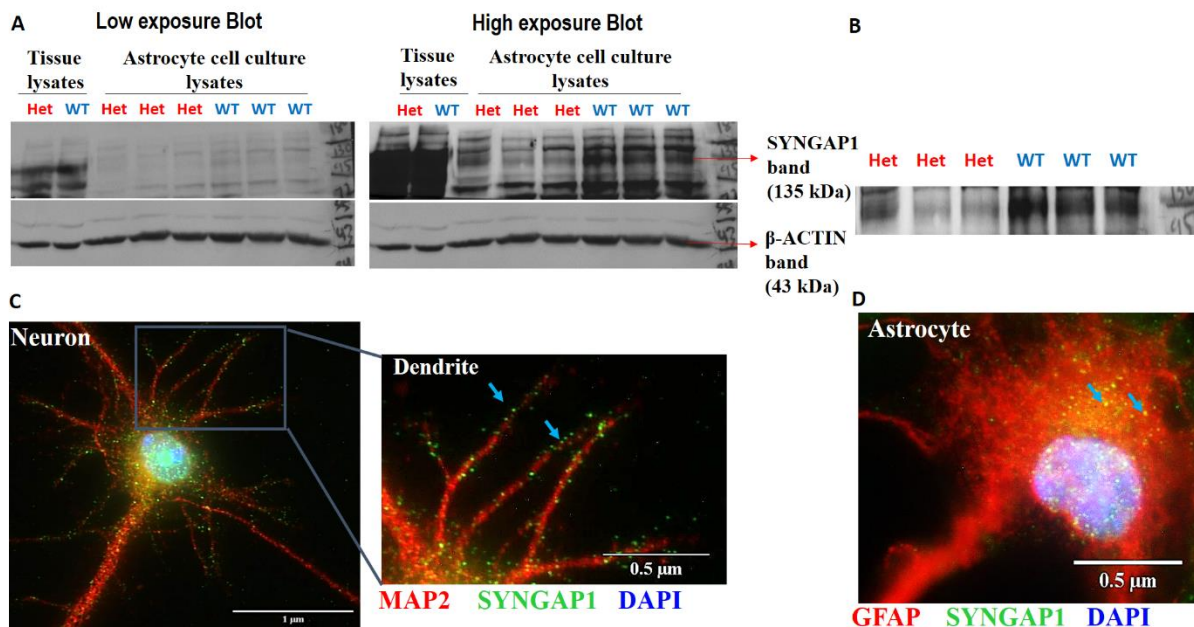 A
Low exposure Blot
High exposure Blot
B
Tissue
lysates
Astrocyte cell culture
lysates
Tissue
lysates
Astrocyte cell culture
lysates
Het WT Het Het Het WT WT WT
Het WT Het Het Het WT WT WT
SYNGAP1
band
(135 kDa)
β-ACTIN
band
(43 kDa)
Het Het Het WT WT WT
C
Neuron
1 μm
Dendrite
0.5 μm
MAP2 SYNGAP1 DAPI
D
Astrocyte
0.5 μm
GFAP SYNGAP1 DAPI